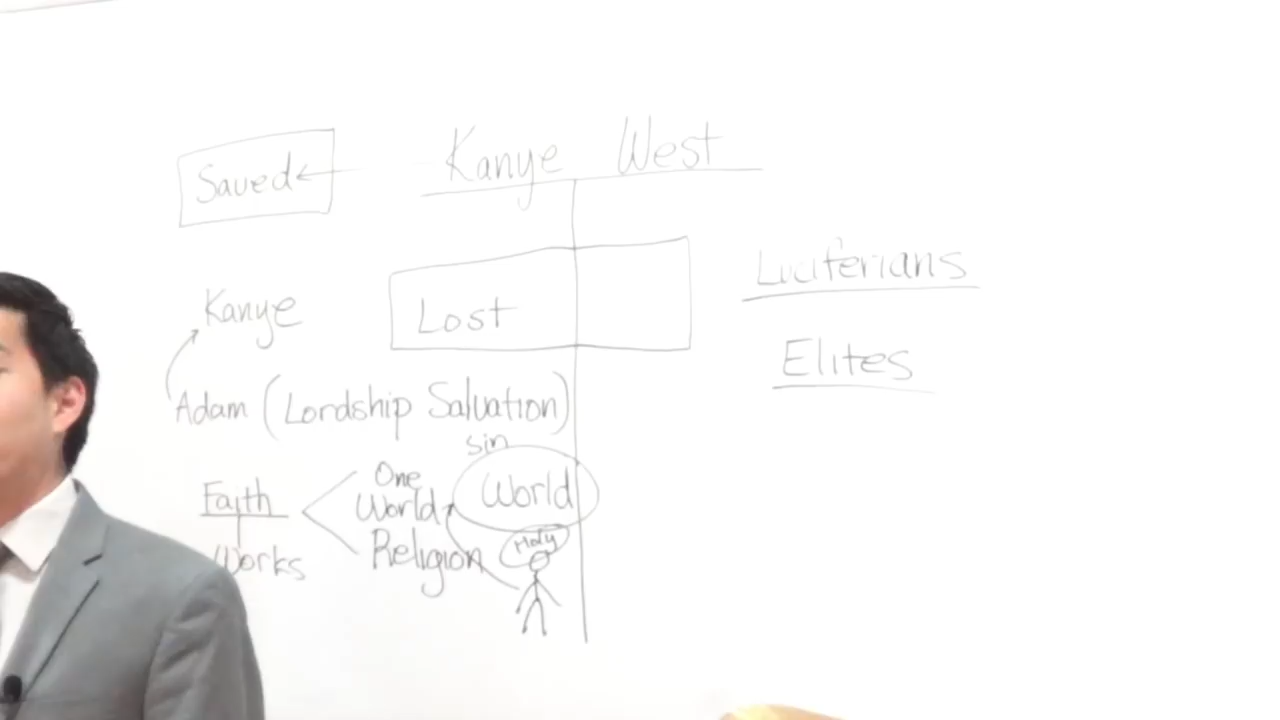 Kanye West
Saved
Luciferians
Kanye
Lost
Elites
Adam (Lordship Salvation)
sin
One
World
World
Faith
Religion
Holy
Works